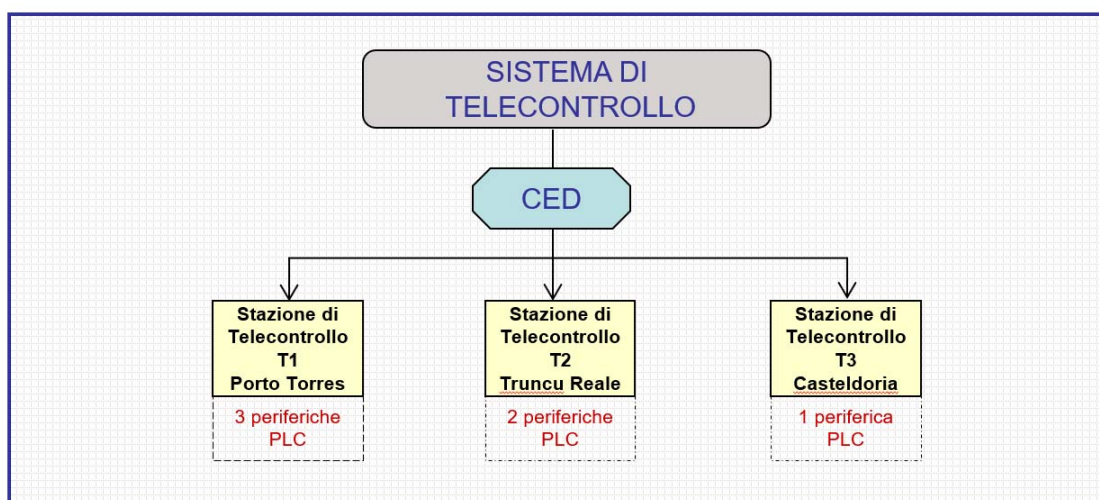 SISTEMA DI
TELECONTROLLO
CED
Stazione di
Telecontrollo
T1
Porto Torres
3 periferiche
PLC
Stazione di
Telecontrollo
T2
Truncu Reale
2 periferiche
PLC
Stazione di
Telecontrollo
T3
Casteldoria
1 periferica
PLC